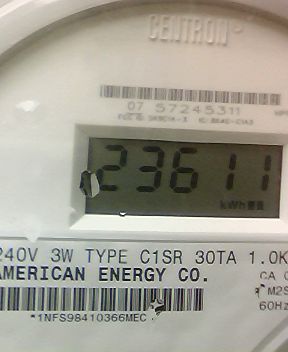 CENTRON
07 57245311
23611
kWh
240V 3W TYPE C1SR 30TA 1.0K
AMERICAN ENERGY CO.
CA 0
M2S
60Hz
*1NFS98410366MEC